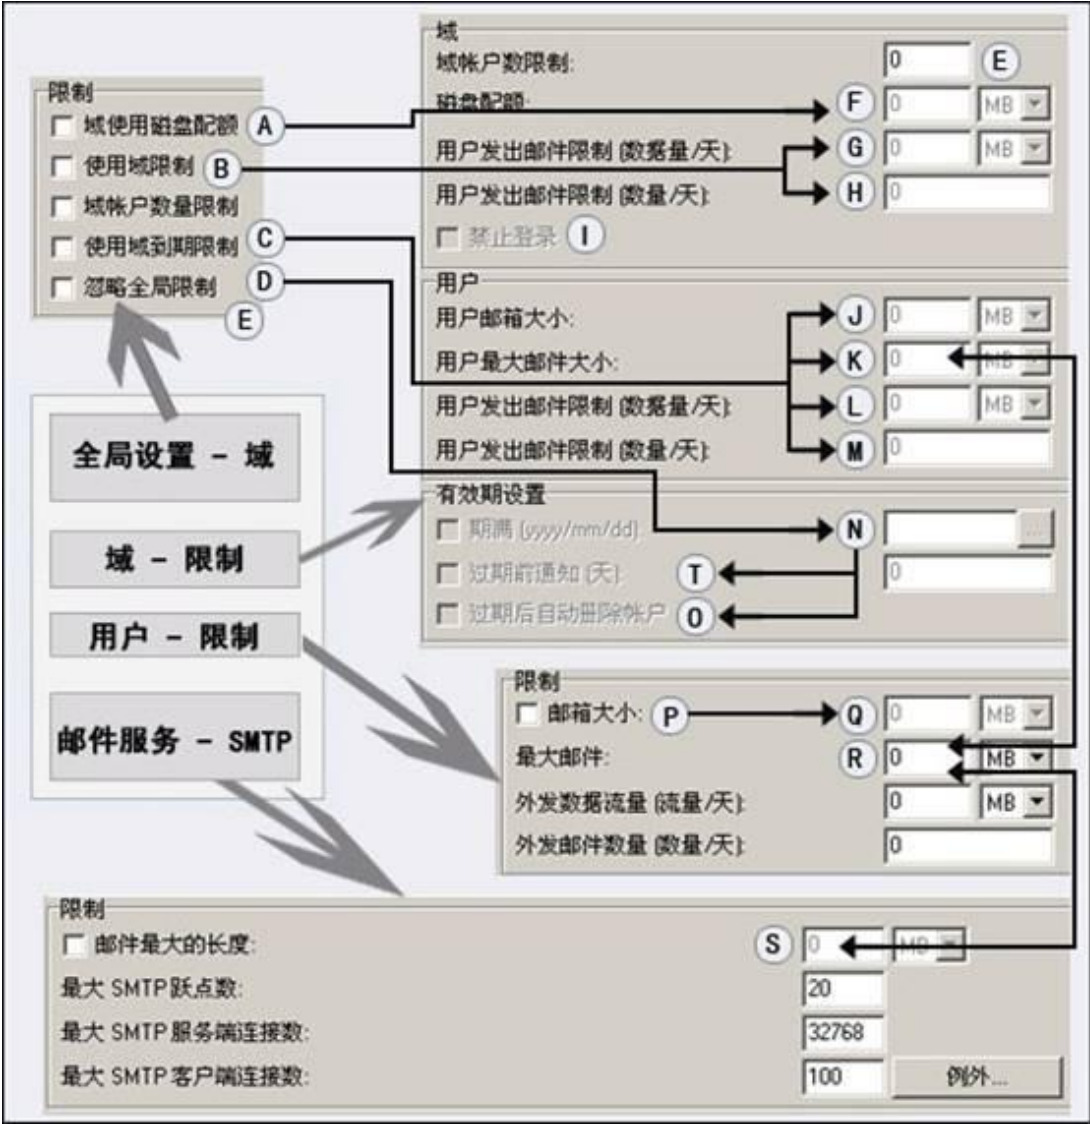 域
域帐户数限制: 0 E
磁盘配额: F 0 MB
用户发出邮件限制 (数据量/天): G 0 MB
用户发出邮件限制 (数量/天): H 0
禁止登录 I
限制
域使用磁盘配额 A
使用域限制 B
域帐户数量限制
使用域到期限制 C
忽略全局限制 D
E
用户
用户邮箱大小: J 0 MB
用户最大邮件大小: K 0 MB
用户发出邮件限制 (数据量/天): L 0 MB
用户发出邮件限制 (数量/天): M 0
有效期设置
期满 (yyyy/mm/dd) N ...
过期前通知 (天): T 0
过期后自动删除帐户 O
全局设置 - 域
域 - 限制
用户 - 限制
邮件服务 - SMTP
限制
邮箱大小: P Q 0 MB
最大邮件: R 0 MB
外发数据流量 (流量/天): 0 MB
外发邮件数量 (数量/天): 0
限制
邮件最大的长度: S 0 MB
最大 SMTP 跃点数: 20
最大 SMTP 服务端连接数: 32768
最大 SMTP 客户端连接数: 100 例外...